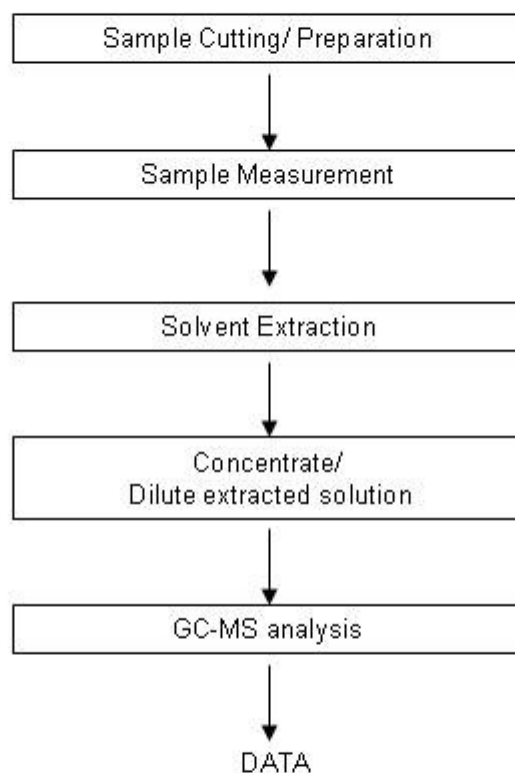 Sample Cutting/ Preparation
Sample Measurement
Solvent Extraction
Concentrate/
Dilute extracted solution
GC-MS analysis
DATA